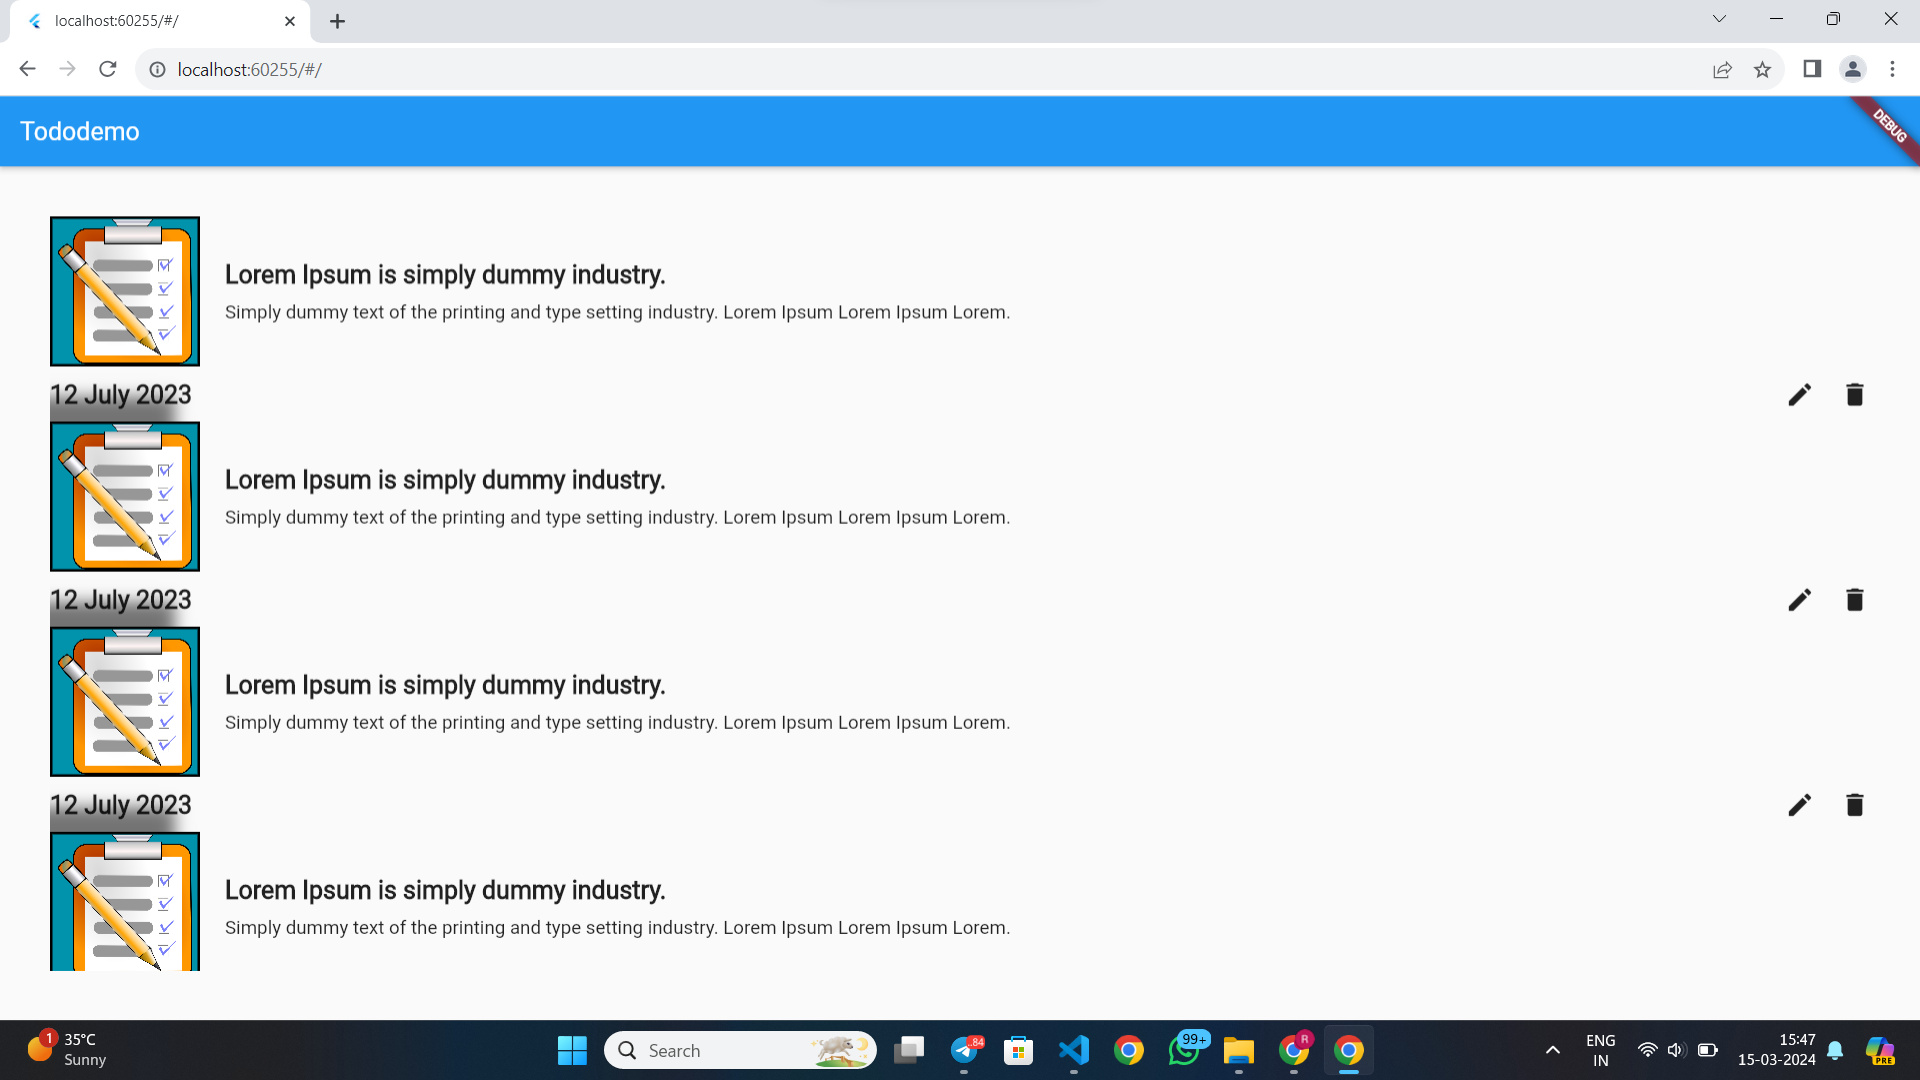 localhost:60255/#/
localhost:60255/#/
Tododemo
DEBUG
Lorem Ipsum is simply dummy industry.
Simply dummy text of the printing and type setting industry. Lorem Ipsum Lorem Ipsum Lorem.
12 July 2023
Lorem Ipsum is simply dummy industry.
Simply dummy text of the printing and type setting industry. Lorem Ipsum Lorem Ipsum Lorem.
12 July 2023
Lorem Ipsum is simply dummy industry.
Simply dummy text of the printing and type setting industry. Lorem Ipsum Lorem Ipsum Lorem.
12 July 2023
Lorem Ipsum is simply dummy industry.
Simply dummy text of the printing and type setting industry. Lorem Ipsum Lorem Ipsum Lorem.
1
35°C
Sunny
Search
..84
99+
R
ENG
IN
15:47
15-03-2024
PRE